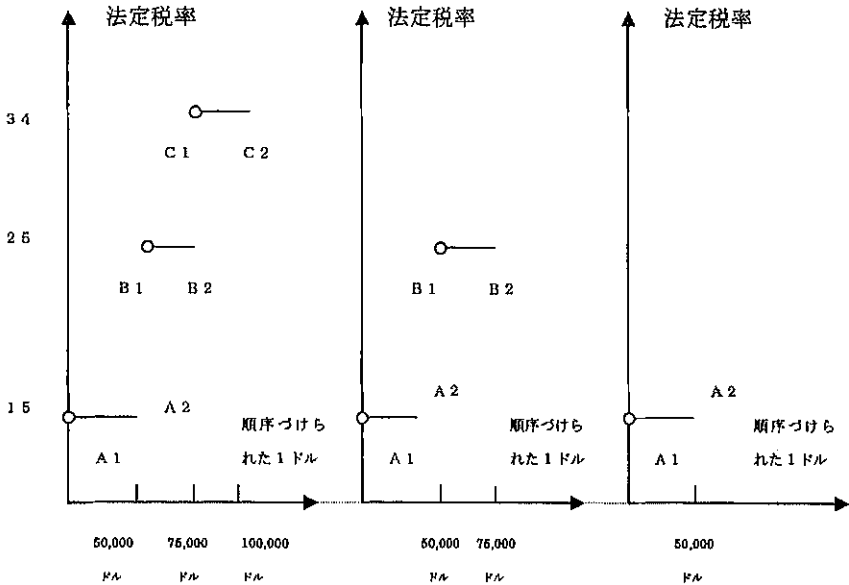 法定税率
34
C1 C2
25
B1 B2
15
A2
A1
順序づけら
れた1ドル
50,000 75,000 100,000
ドル ドル ドル
法定税率
B1 B2
A2
A1
順序づけら
れた1ドル
50,000 75,000
ドル ドル
法定税率
A2
A1
順序づけら
れた1ドル
50,000
ドル